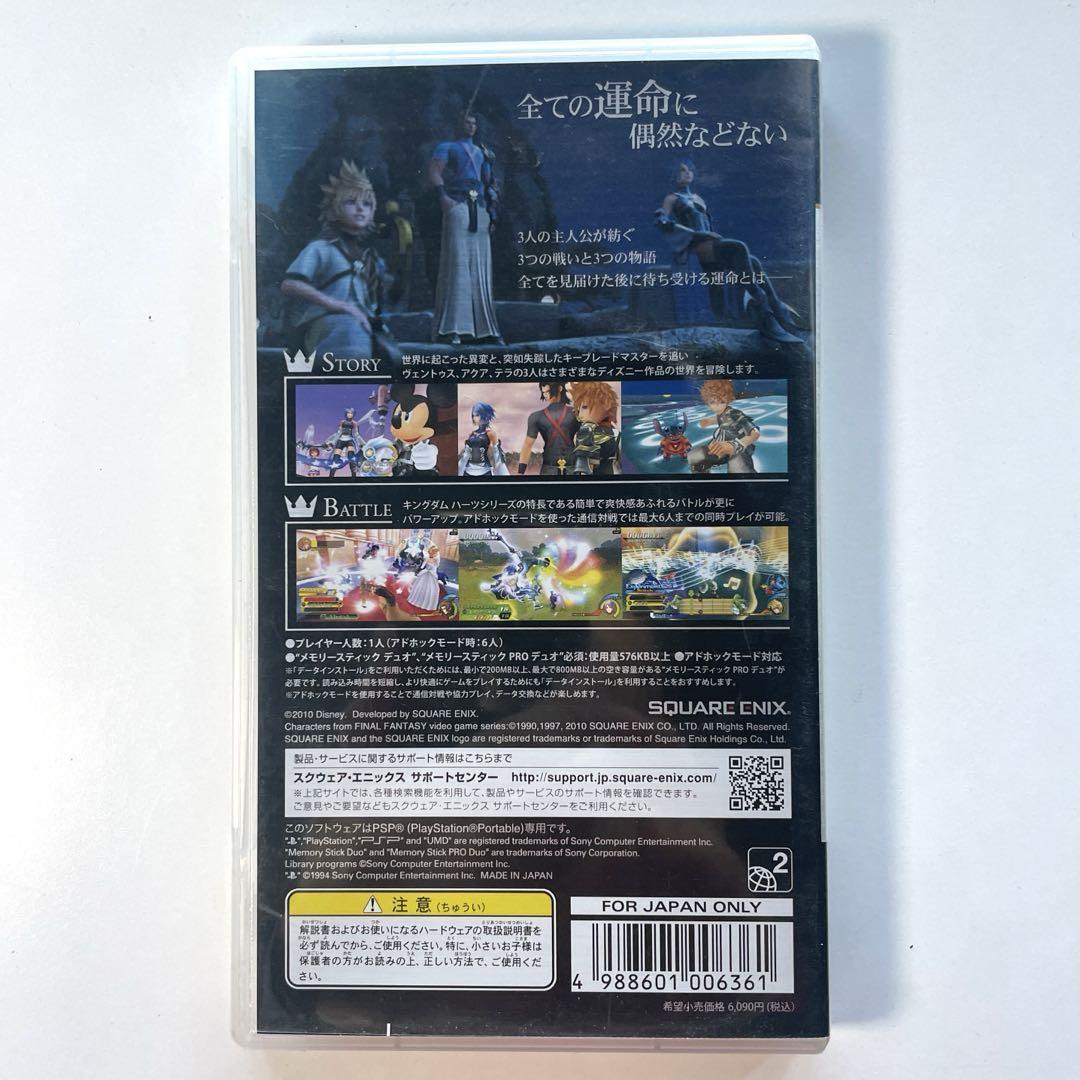 全ての運命に
偶然などない
3人の主人公が紡ぐ
3つの戦いと3つの物語
全てを見届けた後に待ち受ける運命とは──
STORY
世界に起こった異変と、突如失踪したキーブレードマスターを追い
ヴェントゥス、アクア、テラの3人はさまざまなディズニー作品の世界を冒険します。
BATTLE
キングダム ハーツシリーズの特長である簡単で爽快感あふれるバトルが更に
パワーアップ。アドホックモードを使った通信対戦では最大6人までの同時プレイが可能。
●プレイヤー人数：1人（アドホックモード時：6人）
●“メモリースティック デュオ”、“メモリースティック PRO デュオ”必須：使用量576KB以上 ●アドホックモード対応
※「データインストール」をご利用いただくためには、最小で200MB以上、最大で800MB以上の空き容量がある“メモリースティック PRO デュオ”が
必要です。読み込み時間を短縮し、より快適にゲームをプレイするためにも「データインストール」を利用することをおすすめします。
※アドホックモードを使用することで通信対戦や協力プレイ、データ交換などが楽しめます。
SQUARE ENIX.
©2010 Disney. Developed by SQUARE ENIX.
Characters from FINAL FANTASY video game series:©1990,1997, 2010 SQUARE ENIX CO., LTD. All Rights Reserved.
SQUARE ENIX and the SQUARE ENIX logo are registered trademarks or trademarks of Square Enix Holdings Co., Ltd.
製品・サービスに関するサポート情報はこちらまで
スクウェア・エニックス サポートセンター http://support.jp.square-enix.com/
※上記サイトでは、各種検索機能を利用して、製品やサービスのサポート情報を確認できます。
ご意見やご要望などもスクウェア・エニックス サポートセンターをご利用ください。
このソフトウェアはPSP® (PlayStation®Portable)専用です。
" ", "PlayStation", "PSP" and "UMD" are registered trademarks of Sony Computer Entertainment Inc.
"Memory Stick Duo" and "Memory Stick PRO Duo" are trademarks of Sony Corporation.
Library programs ©Sony Computer Entertainment Inc.
" " ©1994 Sony Computer Entertainment Inc. MADE IN JAPAN
2
注意（ちゅうい）
解説書およびお使いになるハードウェアの取扱説明書を
必ず読んでから、ご使用ください。特に、小さいお子様は
保護者の方がお読みの上、正しい方法で、ご使用くだ
さい。
FOR JAPAN ONLY
4 988601 006361
希望小売価格 6,090円（税込）